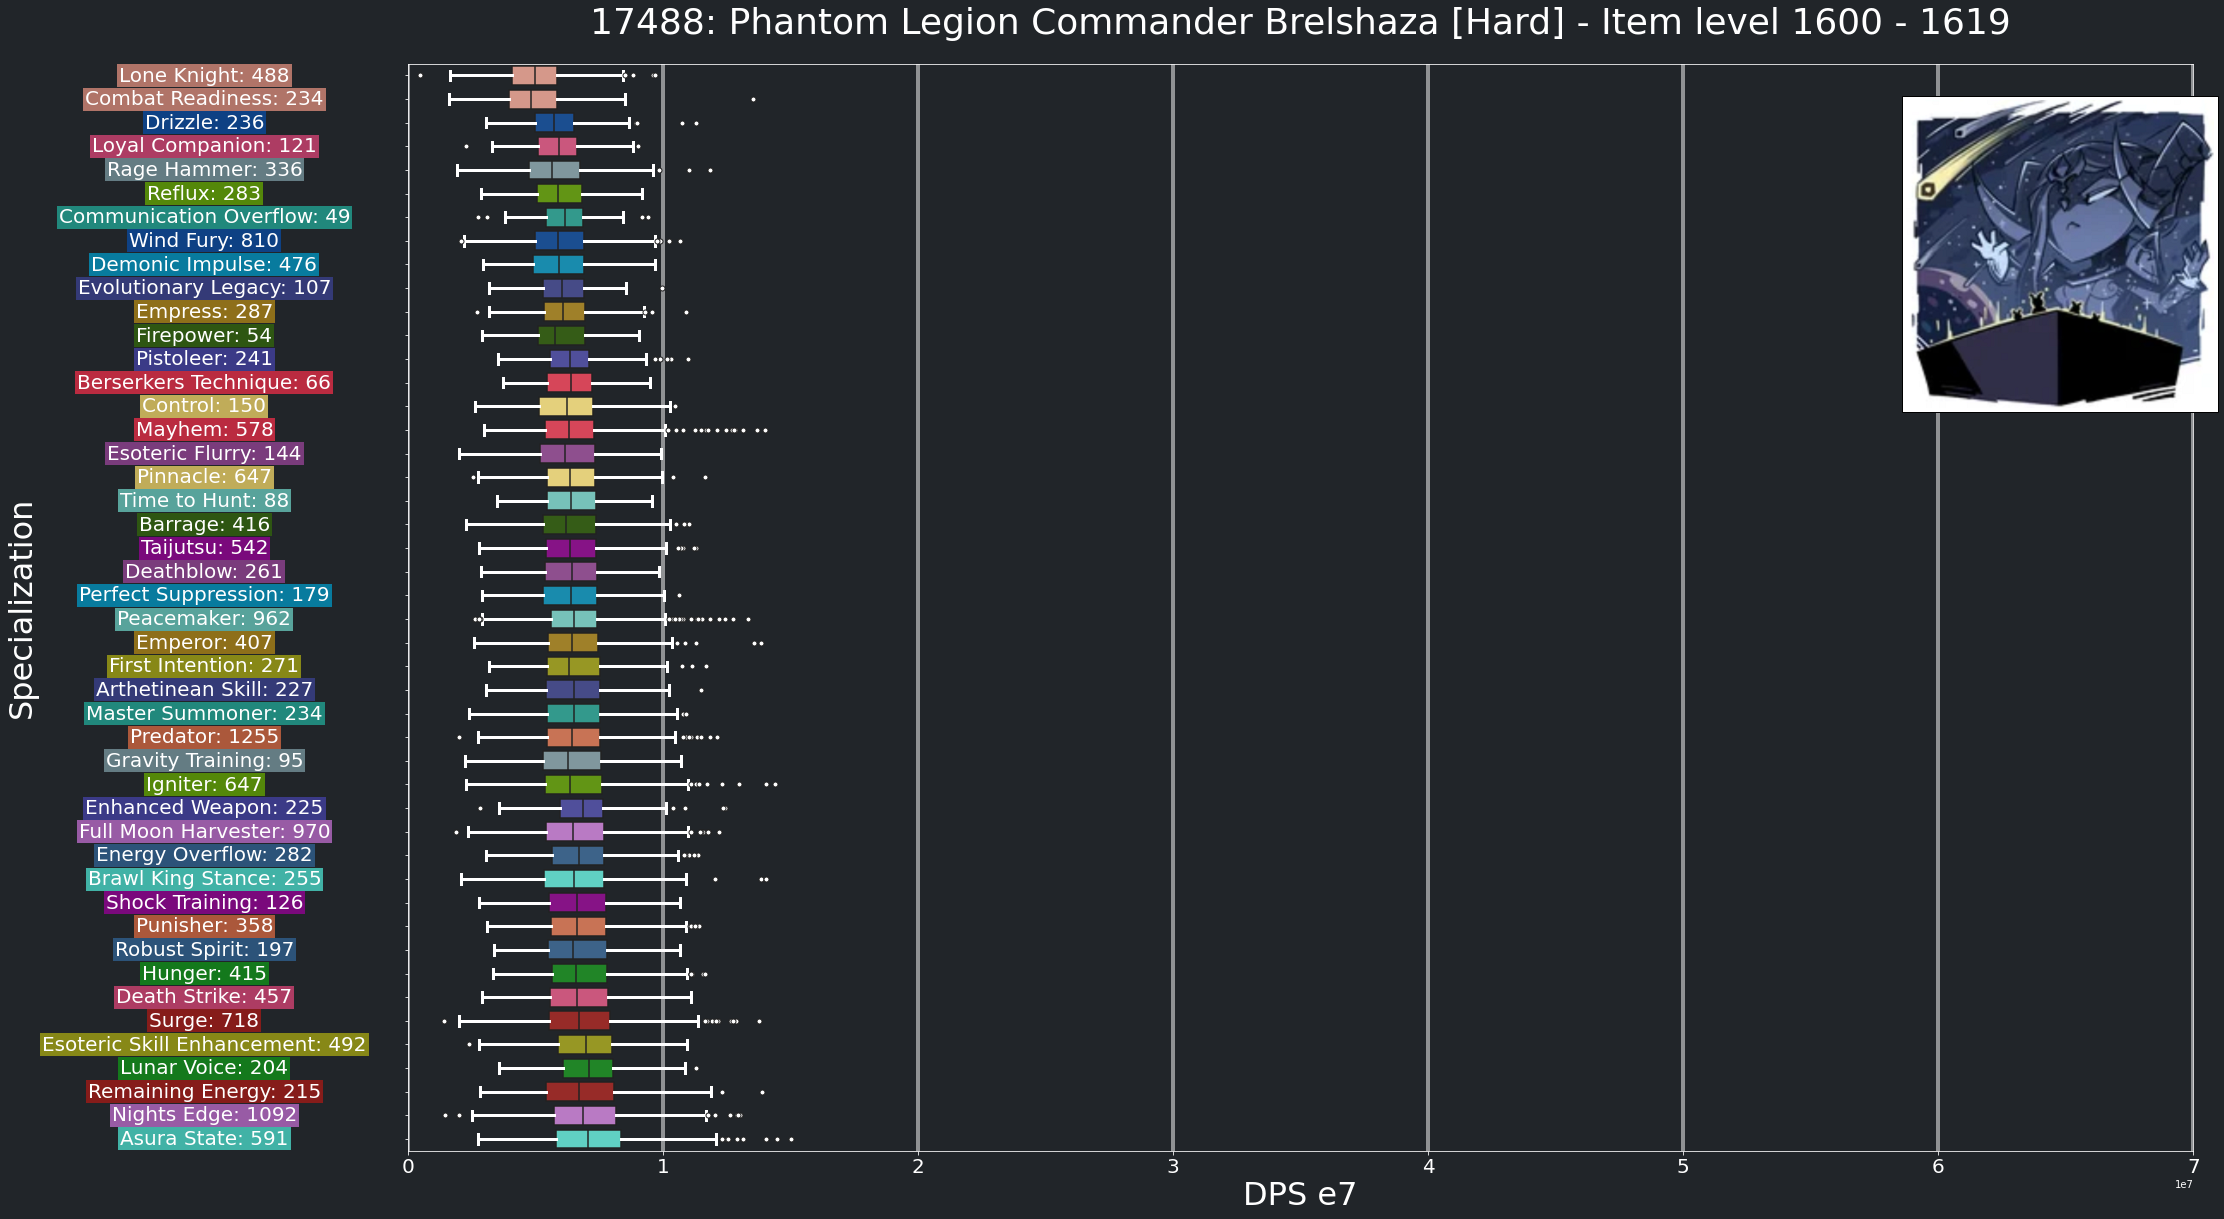 17488: Phantom Legion Commander Brelshaza [Hard] - Item level 1600 - 1619
Specialization
Lone Knight: 488
Combat Readiness: 234
Drizzle: 236
Loyal Companion: 121
Rage Hammer: 336
Reflux: 283
Communication Overflow: 49
Wind Fury: 810
Demonic Impulse: 476
Evolutionary Legacy: 107
Empress: 287
Firepower: 54
Pistoleer: 241
Berserkers Technique: 66
Control: 150
Mayhem: 578
Esoteric Flurry: 144
Pinnacle: 647
Time to Hunt: 88
Barrage: 416
Taijutsu: 542
Deathblow: 261
Perfect Suppression: 179
Peacemaker: 962
Emperor: 407
First Intention: 271
Arthetinean Skill: 227
Master Summoner: 234
Predator: 1255
Gravity Training: 95
Igniter: 647
Enhanced Weapon: 225
Full Moon Harvester: 970
Energy Overflow: 282
Brawl King Stance: 255
Shock Training: 126
Punisher: 358
Robust Spirit: 197
Hunger: 415
Death Strike: 457
Surge: 718
Esoteric Skill Enhancement: 492
Lunar Voice: 204
Remaining Energy: 215
Nights Edge: 1092
Asura State: 591
0 1 2 3 4 5 6 7
DPS e7
1e7